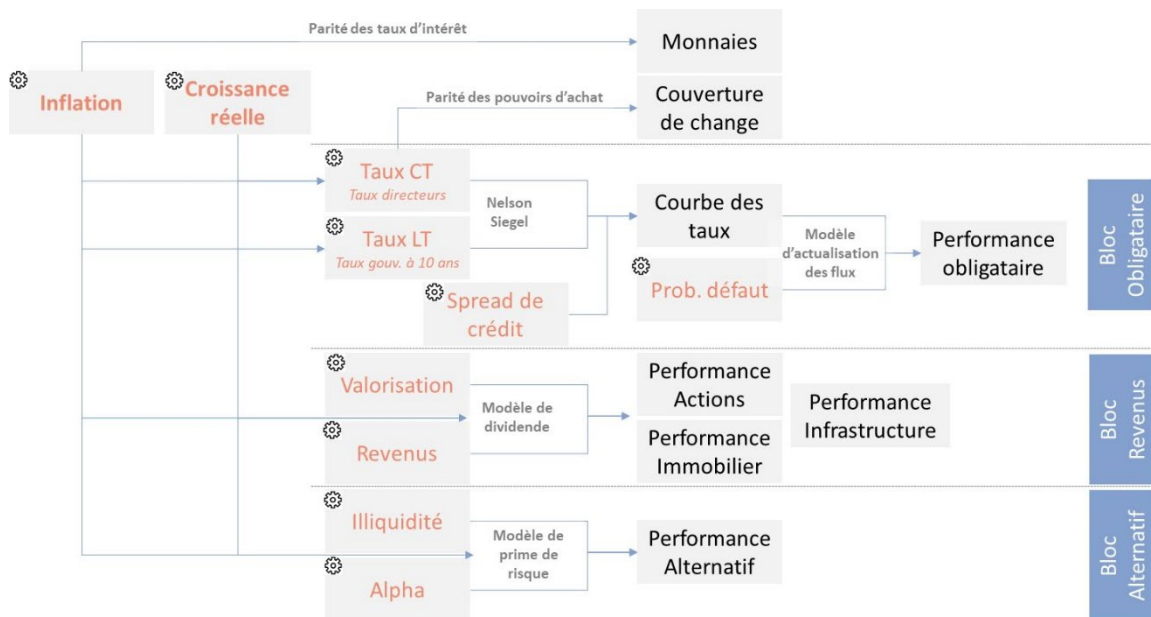 Parité des taux d'intérêt
Monnaies
Inflation
Croissance
réelle
Parité des pouvoirs d'achat
Couverture
de change
Taux CT
Taux directeurs
Taux LT
Taux gouv. à 10 ans
Nelson
Siegel
Spread de
crédit
Courbe des
taux
Prob. défaut
Modèle
d'actualisation
des flux
Performance
obligataire
Bloc
Obligataire
Valorisation
Revenus
Modèle de
dividende
Performance
Actions
Performance
Immobilier
Performance
Infrastructure
Bloc
Revenus
Illiquidité
Alpha
Modèle de
prime de
risque
Performance
Alternatif
Bloc
Alternatif